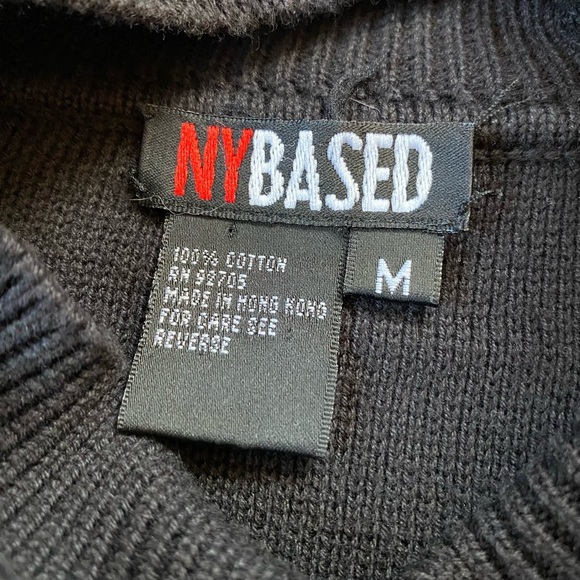 NYBASED
M
100% COTTON
RN 92705
MADE IN HONG KONG
FOR CARE SEE
REVERSE